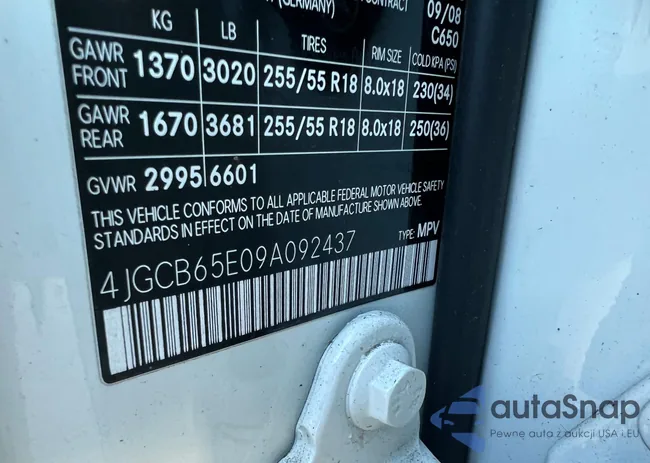 (GERMANY)
CONTRACT
09/08
C650
KG LB TIRES RIM SIZE COLD KPA (PSI)
GAWR FRONT 1370 3020 255/55 R18 8.0x18 230(34)
GAWR REAR 1670 3681 255/55 R18 8.0x18 250(36)
GVWR 2995 6601
THIS VEHICLE CONFORMS TO ALL APPLICABLE FEDERAL MOTOR VEHICLE SAFETY
STANDARDS IN EFFECT ON THE DATE OF MANUFACTURE SHOWN ABOVE.
4JGCB65E09A092437 TYPE: MPV
autaSnap
Pewne auta z aukcji USA i EU